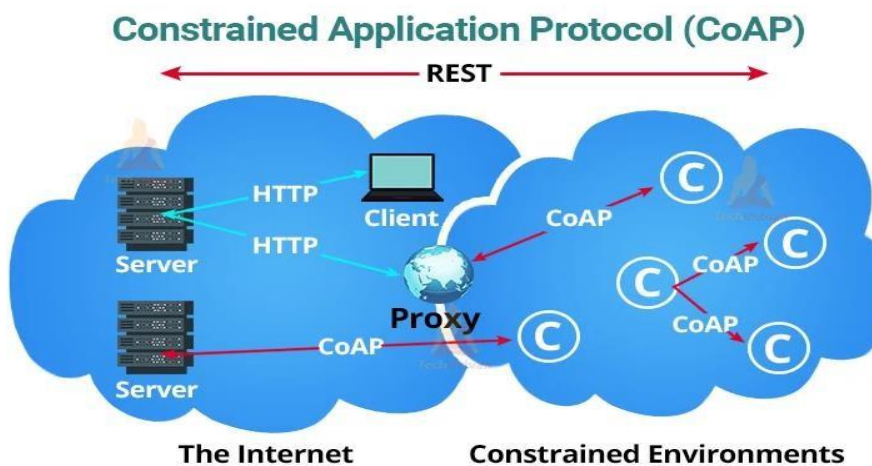 Constrained Application Protocol (CoAP)
REST
HTTP
Client
HTTP
Server
Proxy
CoAP
Server
CoAP
C
C
C
CoAP
CoAP
C
C
The Internet
Constrained Environments